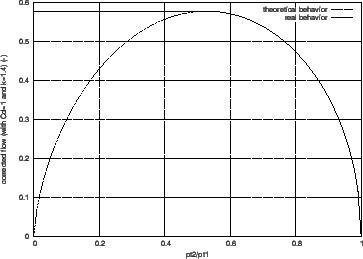 0.6
theoretical behavior
real behavior
0.5
0.4
0.3
0.2
0.1
0
corrected flow (with Cd=1 and k=1.4) (-)
0 0.2 0.4 0.6 0.8 1
pt2/pt1